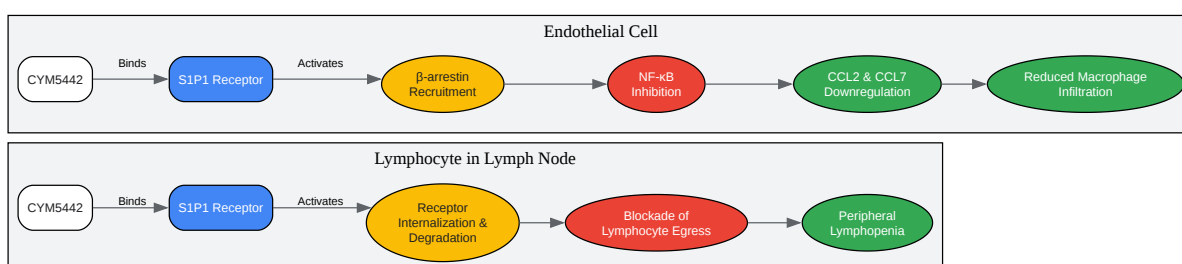 Endothelial Cell
CYM5442
Binds
S1P1 Receptor
Activates
β-arrestin
Recruitment
NF-κB
Inhibition
CCL2 & CCL7
Downregulation
Reduced Macrophage
Infiltration
Lymphocyte in Lymph Node
CYM5442
Binds
S1P1 Receptor
Activates
Receptor
Internalization &
Degradation
Blockade of
Lymphocyte Egress
Peripheral
Lymphopenia